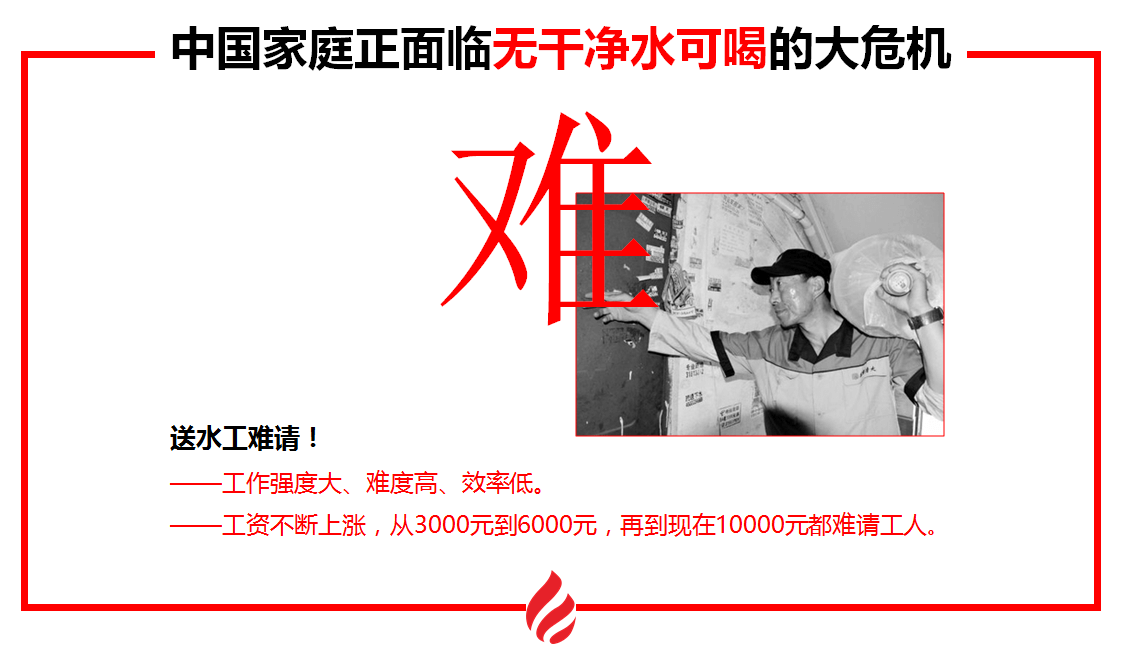 中国家庭正面临无干净水可喝的大危机
难
送水工难请！
——工作强度大、难度高、效率低。
——工资不断上涨，从3000元到6000元，再到现在10000元都难请工人。